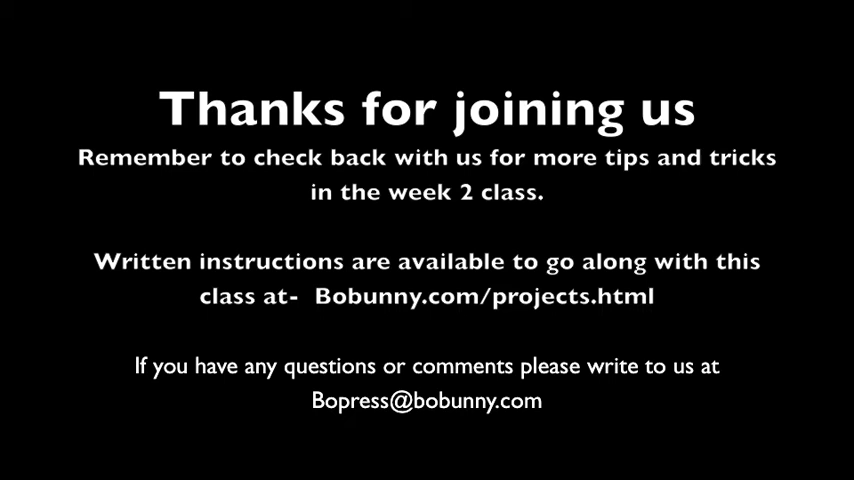 Thanks for joining us
Remember to check back with us for more tips and tricks
in the week 2 class.
Written instructions are available to go along with this
class at-  Bobunny.com/projects.html
If you have any questions or comments please write to us at
Bopress@bobunny.com